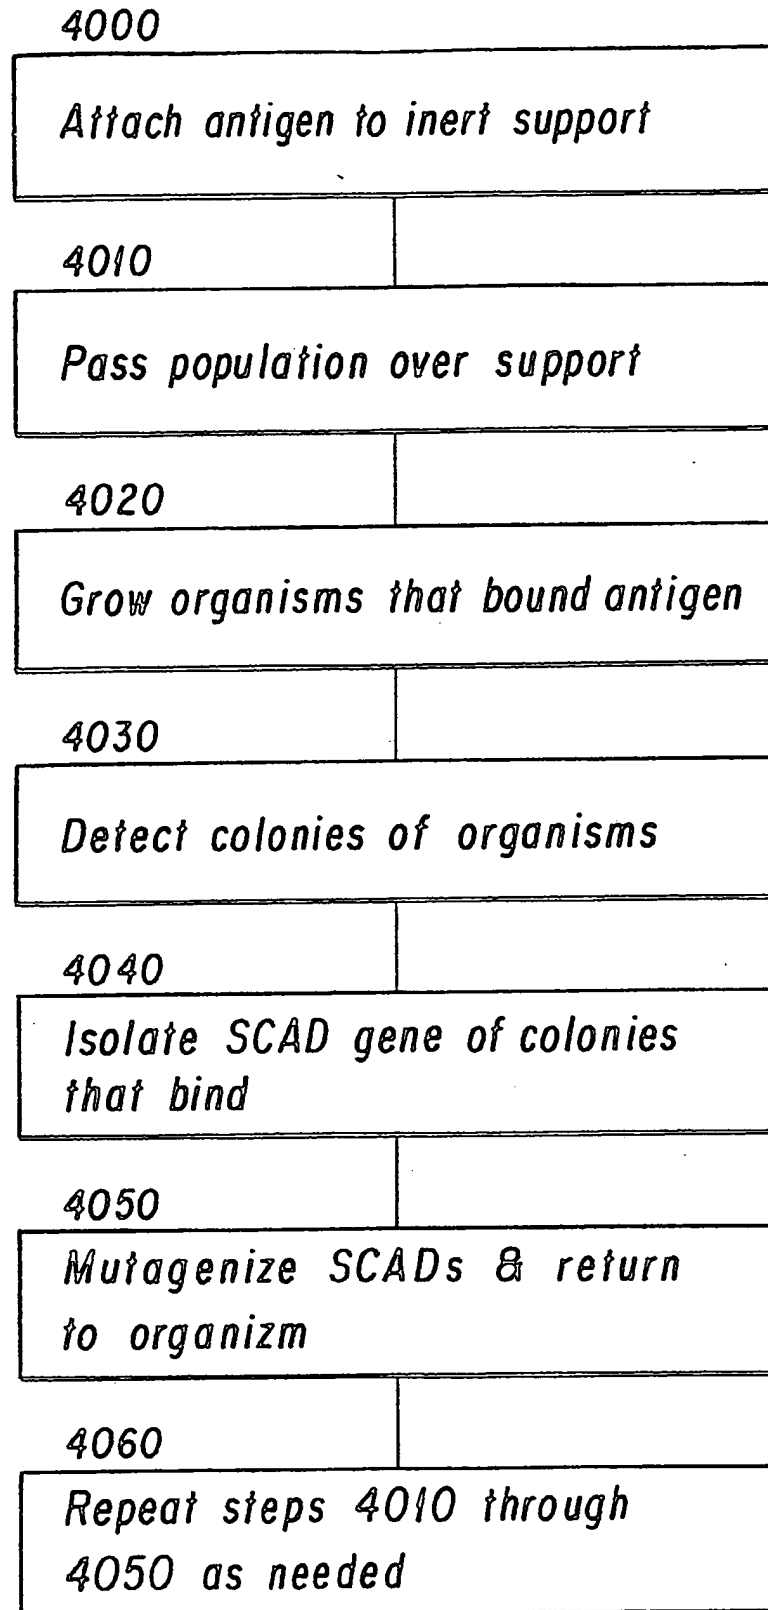 4000
Attach antigen to inert support
4010
Pass population over support
4020
Grow organisms that bound antigen
4030
Detect colonies of organisms
4040
Isolate SCAD gene of colonies
that bind
4050
Mutagenize SCADs & return
to organizm
4060
Repeat steps 4010 through
4050 as needed